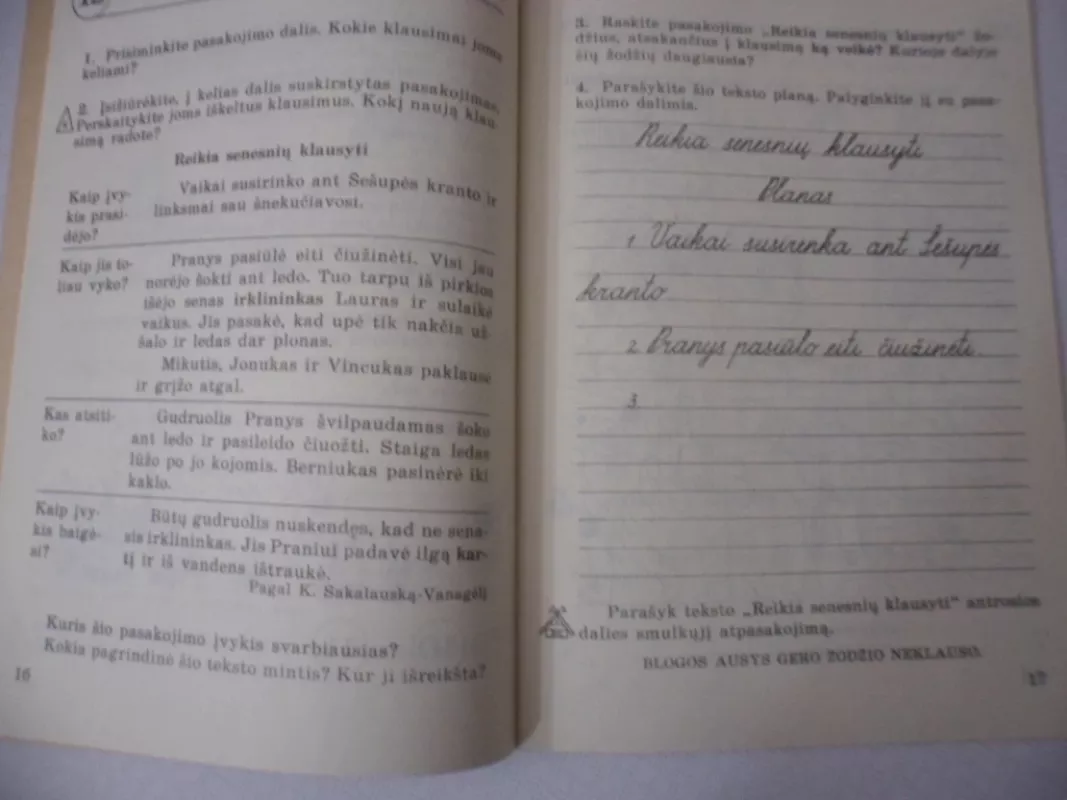 1. Prisiminkite pasakojimo dalis. Kokie klausimai joms
keliami?
2. Įsižiūrėkite, į kelias dalis suskirstytas pasakojimas.
Perskaitykite joms iškeltus klausimus. Kokį naują klau-
simą radote?
Reikia senesnių klausyti
Kaip įvy-
kis prasi-
dėjo?
Vaikai susirinko ant Šešupės kranto ir
linksmai sau šnekučiavosi.
Kaip jis to-
liau vyko?
Pranys pasiūlė eiti čiužinėti. Visi jau
norėjo šokti ant ledo. Tuo tarpu iš pirkios
išėjo senas irklininkas Lauras ir sulaikė
vaikus. Jis pasakė, kad upė tik nakčia už-
šalo ir ledas dar plonas.
Mikutis, Jonukas ir Vincukas paklausė
ir grįžo atgal.
Kas atsiti-
ko?
Gudruolis Pranys švilpaudamas šoko
ant ledo ir pasileido čiuožti. Staiga ledas
lūžo po jo kojomis. Berniukas pasinėrė iki
kaklo.
Kaip įvy-
kis baigė-
si?
Būtų gudruolis nuskendęs, kad ne sena-
sis irklininkas. Jis Praniui padavė ilgą kar-
tį ir iš vandens ištraukė.
Pagal K. Sakalauską-Vanagėlį
Kuris šio pasakojimo įvykis svarbiausias?
Kokia pagrindinė šio teksto mintis? Kur ji išreikšta?
16
3. Raskite pasakojimo „Reikia senesnių klausyti“ žo-
džius, atsakančius į klausimą ką veikė? Kurioje dalyje
šių žodžių daugiausia?
4. Parašykite šio teksto planą. Palyginkite jį su pasa-
kojimo dalimis.
Reikia senesnių klausyti
Planas
1. Vaikai susirenka ant Šešupės
kranto
2. Pranys pasiūlo eiti čiužinėti.
3.
Parašyk teksto „Reikia senesnių klausyti“ antrosios
dalies smulkųjį atpasakojimą.
BLOGOS AUSYS GERO ŽODŽIO NEKLAUSO.
17